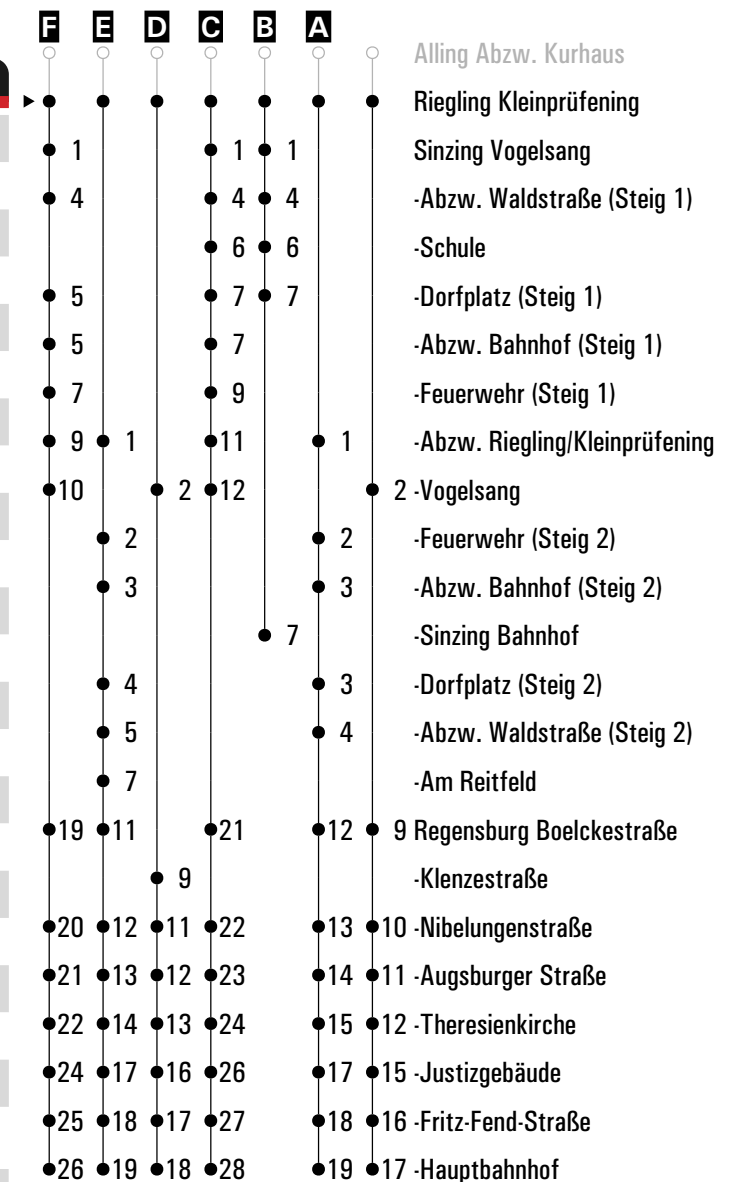 F E D C B A
Alling Abzw. Kurhaus
Riegling Kleinprüfening
1 1 1 Sinzing Vogelsang
4 4 4 -Abzw. Waldstraße (Steig 1)
6 6 -Schule
5 7 7 -Dorfplatz (Steig 1)
5 7 -Abzw. Bahnhof (Steig 1)
7 9 -Feuerwehr (Steig 1)
9 1 11 1 -Abzw. Riegling/Kleinprüfening
10 2 12 2 -Vogelsang
2 2 -Feuerwehr (Steig 2)
3 3 -Abzw. Bahnhof (Steig 2)
7 -Sinzing Bahnhof
4 3 -Dorfplatz (Steig 2)
5 4 -Abzw. Waldstraße (Steig 2)
7 -Am Reitfeld
19 11 21 12 9 Regensburg Boelckestraße
9 -Klenzestraße
20 12 11 22 13 10 -Nibelungenstraße
21 13 12 23 14 11 -Augsburger Straße
22 14 13 24 15 12 -Theresienkirche
24 17 16 26 17 15 -Justizgebäude
25 18 17 27 18 16 -Fritz-Fend-Straße
26 19 18 28 19 17 -Hauptbahnhof